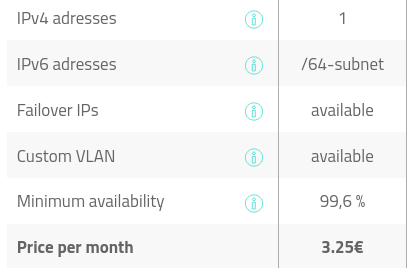 IPv4 adresses 1
IPv6 adresses /64-subnet
Failover IPs available
Custom VLAN available
Minimum availability 99,6 %
Price per month 3.25€